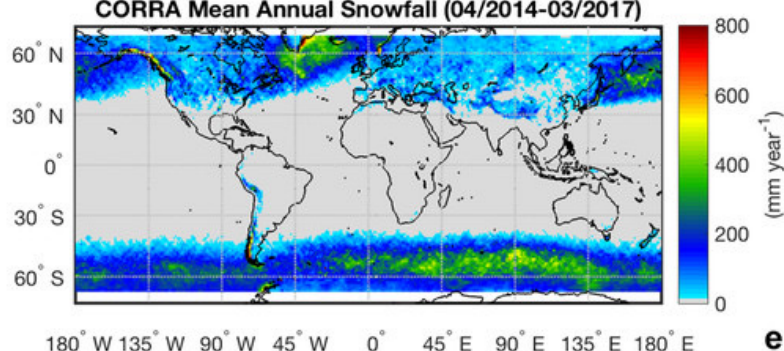 CORRA Mean Annual Snowfall (04/2014-03/2017)
60° N
30° N
0°
30° S
60° S
180° W 135° W 90° W 45° W 0° 45° E 90° E 135° E 180° E
800
600
400
200
0
(mm year⁻¹)
e